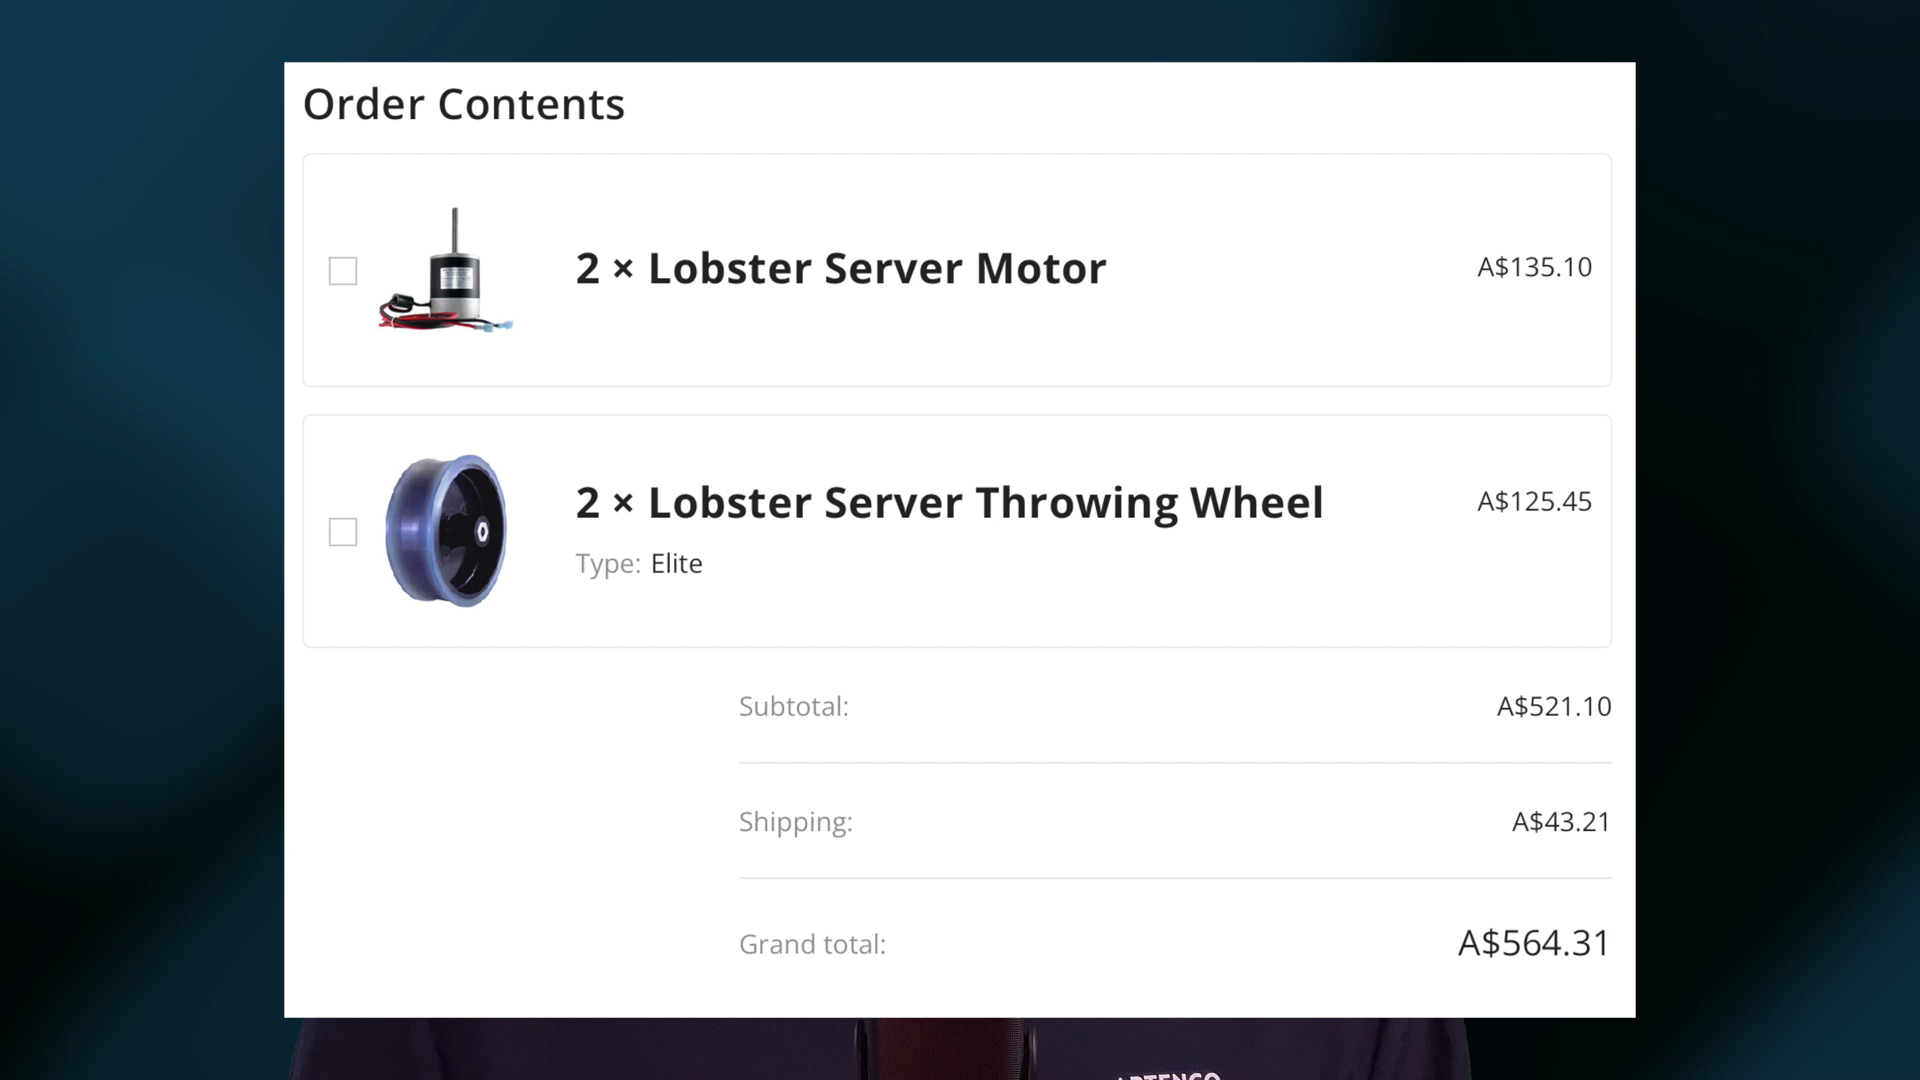 Order Contents
2 × Lobster Server Motor
A$135.10
2 × Lobster Server Throwing Wheel
A$125.45
Type: Elite
Subtotal:
A$521.10
Shipping:
A$43.21
Grand total:
A$564.31